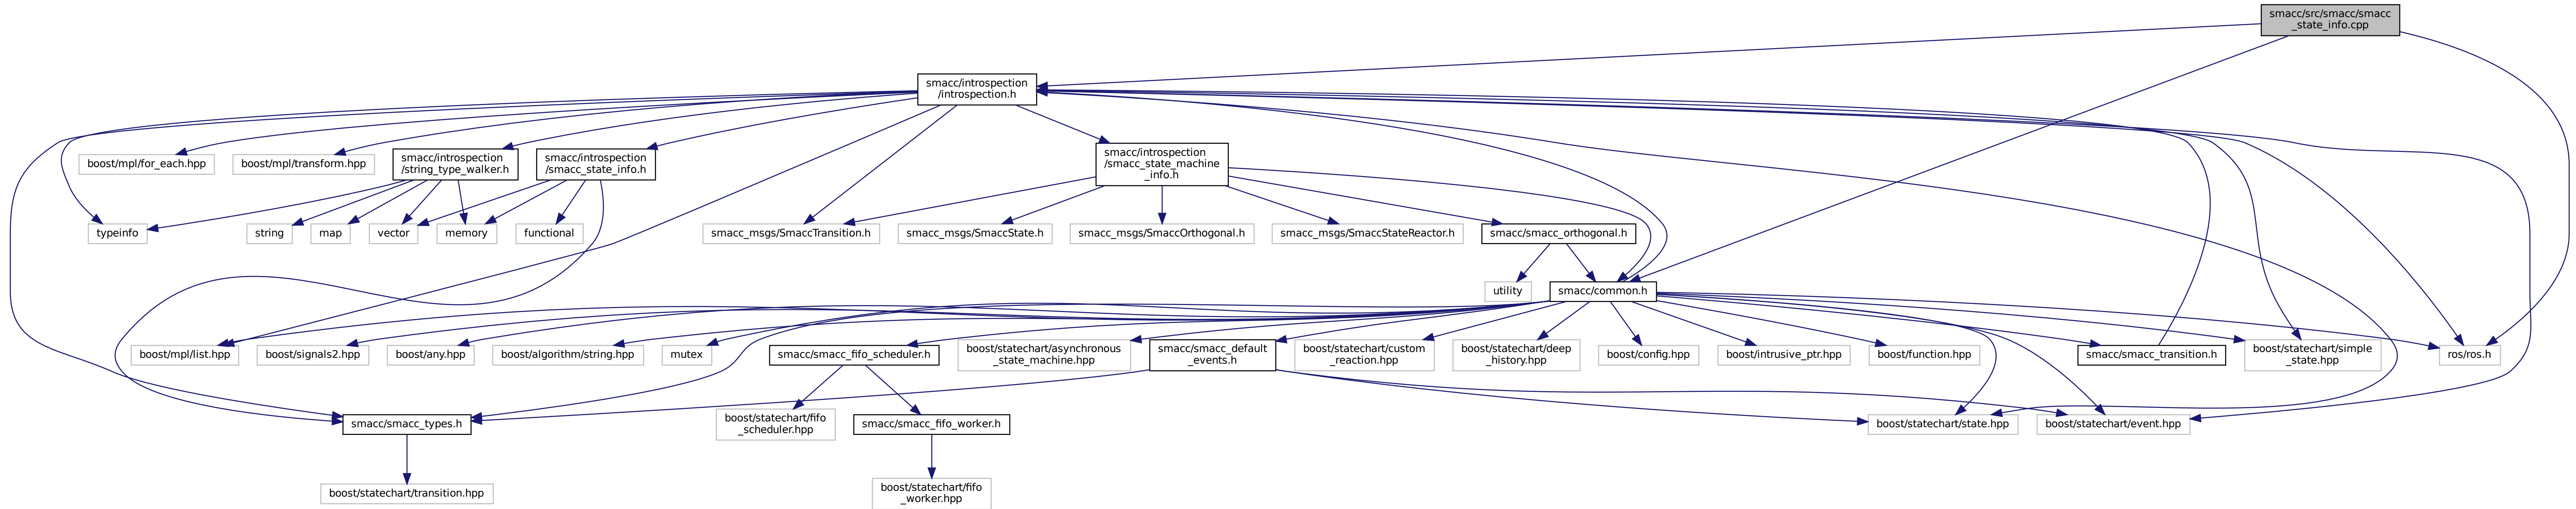 smacc/src/smacc/smacc
_state_info.cpp
smacc/introspection
/introspection.h
boost/mpl/for_each.hpp
boost/mpl/transform.hpp
smacc/introspection
/string_type_walker.h
smacc/introspection
/smacc_state_info.h
smacc/introspection
/smacc_state_machine
_info.h
typeinfo
string
map
vector
memory
functional
smacc_msgs/SmaccTransition.h
smacc_msgs/SmaccState.h
smacc_msgs/SmaccOrthogonal.h
smacc_msgs/SmaccStateReactor.h
smacc/smacc_orthogonal.h
utility
smacc/common.h
boost/mpl/list.hpp
boost/signals2.hpp
boost/any.hpp
boost/algorithm/string.hpp
mutex
smacc/smacc_fifo_scheduler.h
boost/statechart/asynchronous
_state_machine.hpp
smacc/smacc_default
_events.h
boost/statechart/custom
_reaction.hpp
boost/statechart/deep
_history.hpp
boost/config.hpp
boost/intrusive_ptr.hpp
boost/function.hpp
smacc/smacc_transition.h
boost/statechart/simple
_state.hpp
ros/ros.h
smacc/smacc_types.h
boost/statechart/fifo
_scheduler.hpp
smacc/smacc_fifo_worker.h
boost/statechart/state.hpp
boost/statechart/event.hpp
boost/statechart/transition.hpp
boost/statechart/fifo
_worker.hpp